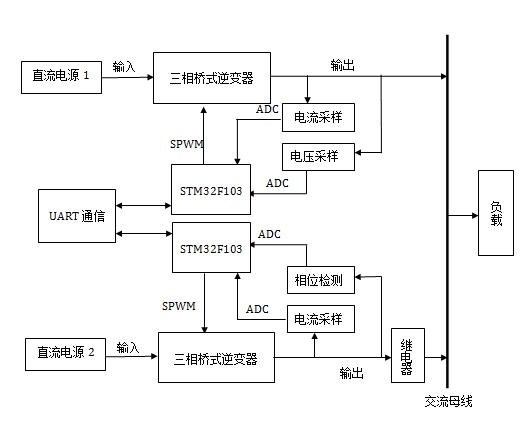 直流电源 1
输入
三相桥式逆变器
输出
ADC
电流采样
SPWM
电压采样
ADC
STM32F103
UART 通信
负载
STM32F103
ADC
相位检测
SPWM
ADC
电流采样
直流电源 2
输入
三相桥式逆变器
输出
继电器
交流母线